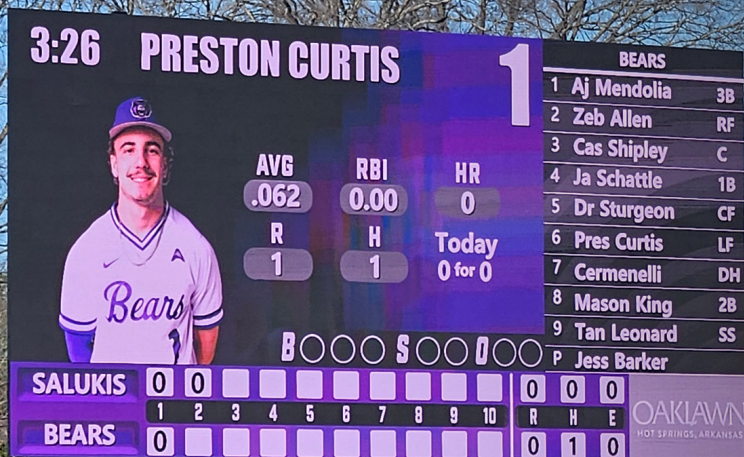 3:26 PRESTON CURTIS 1
AVG RBI HR
.062 0.00 0
R H Today
1 1 0 for 0
Bears
1
B S O
BEARS
1 Aj Mendolia 3B
2 Zeb Allen RF
3 Cas Shipley C
4 Ja Schattle 1B
5 Dr Sturgeon CF
6 Pres Curtis LF
7 Cermenelli DH
8 Mason King 2B
9 Tan Leonard SS
P Jess Barker
SALUKIS 0 0 0 0 0
1 2 3 4 5 6 7 8 9 10 R H E
BEARS 0 0 1 0
OAKLAWN
HOT SPRINGS, ARKANSAS